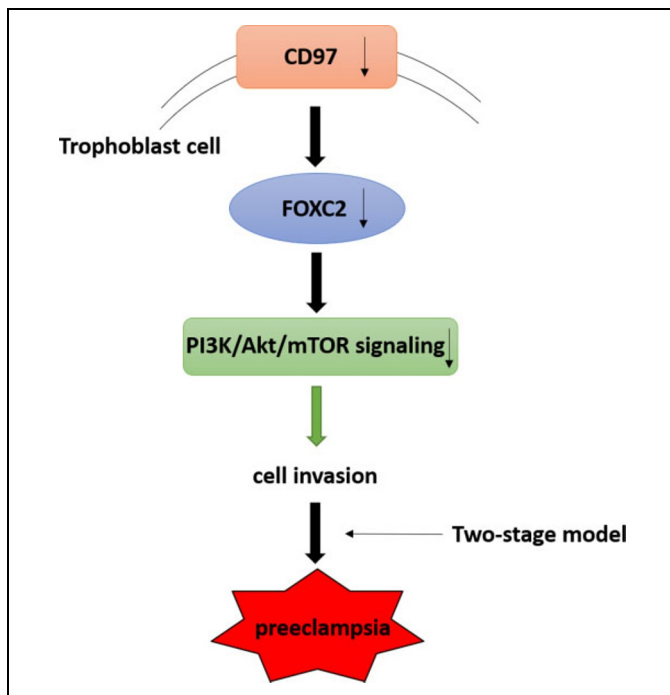 CD97
Trophoblast cell
FOXC2
PI3K/Akt/mTOR signaling
cell invasion
Two-stage model
preeclampsia